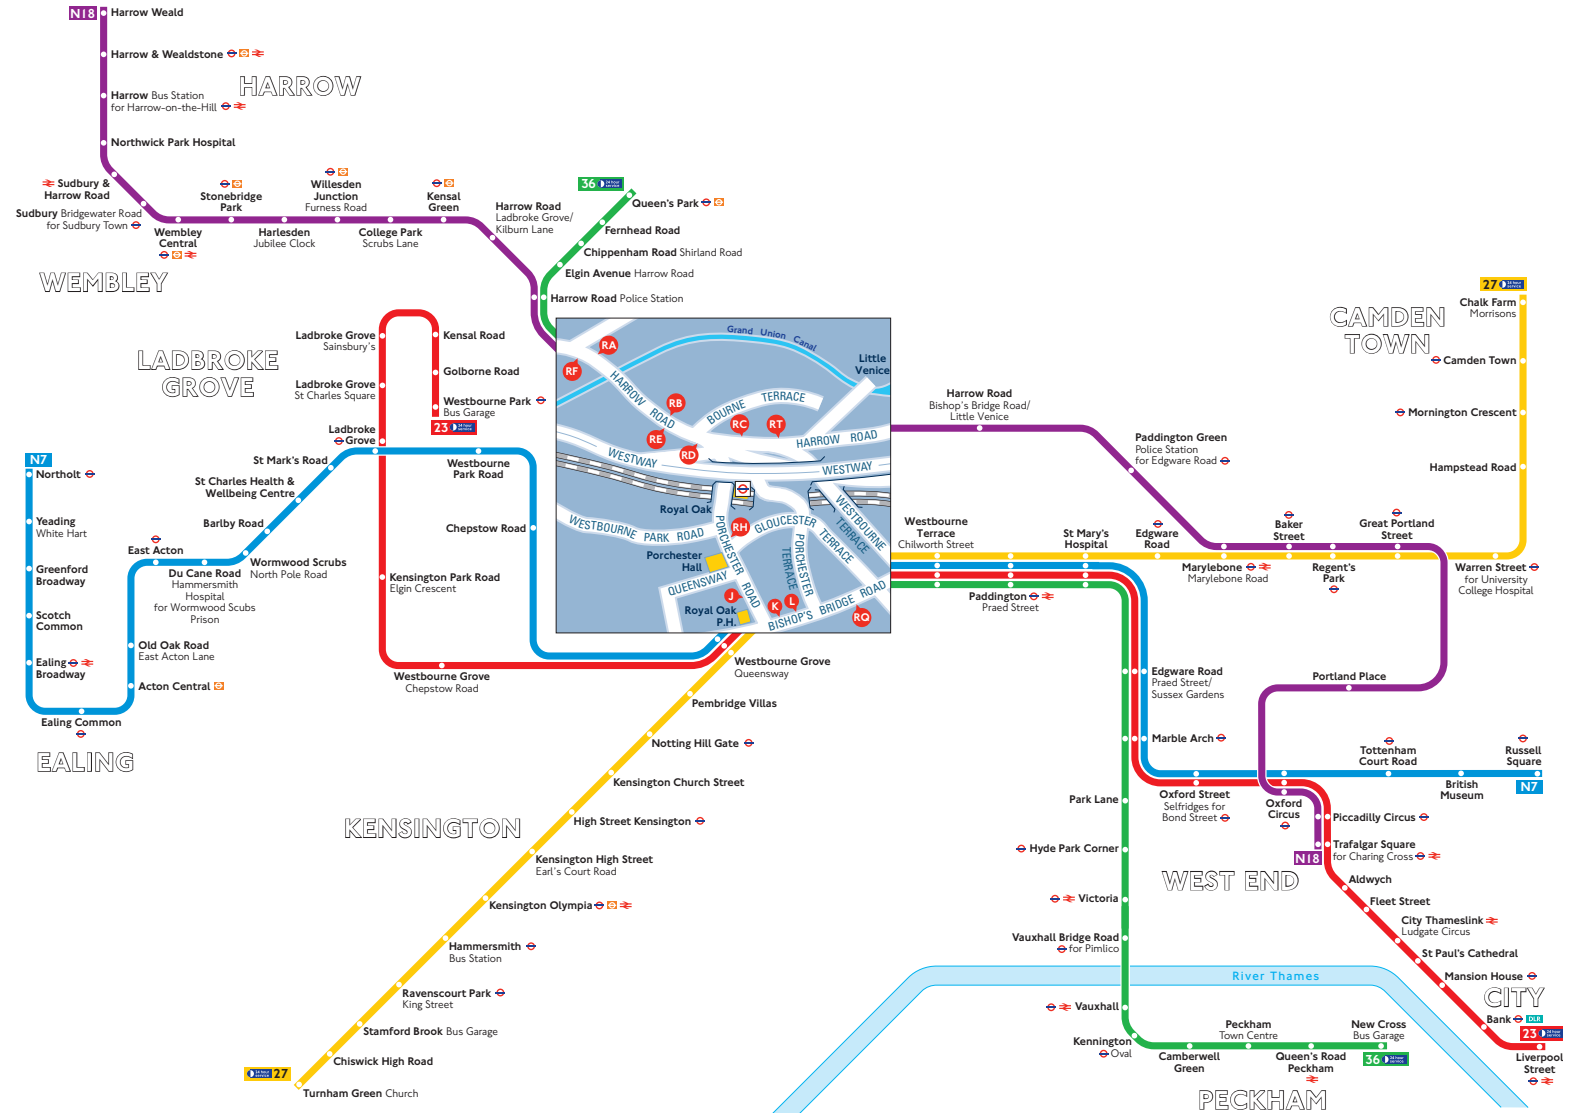 N18
Harrow Weald
Harrow & Wealdstone
HARROW
Harrow Bus Station
for Harrow-on-the-Hill
Northwick Park Hospital
Sudbury &
Harrow Road
Sudbury Bridgewater Road
for Sudbury Town
Wembley
Central
WEMBLEY
Stonebridge
Park
Harlesden
Jubilee Clock
Willesden
Junction
Furness Road
College Park
Scrubs Lane
Kensal
Green
Harrow Road
Ladbroke Grove/
Kilburn Lane
36
24 hour
service
Queen's Park
Fernhead Road
Chippenham Road Shirland Road
Elgin Avenue Harrow Road
Harrow Road Police Station
LADBROKE
GROVE
Ladbroke Grove
Sainsbury's
Ladbroke Grove
St Charles Square
Ladbroke
Grove
Kensal Road
Golborne Road
Westbourne Park
Bus Garage
23
24 hour
service
N7
Northolt
Yeading
White Hart
Greenford
Broadway
Scotch
Common
Ealing
Broadway
Ealing Common
EALING
St Mark's Road
St Charles Health &
Wellbeing Centre
Barlby Road
East Acton
Du Cane Road
Hammersmith
Hospital
for Wormwood Scubs
Prison
Wormwood Scrubs
North Pole Road
Old Oak Road
East Acton Lane
Acton Central
Westbourne
Park Road
Chepstow Road
Kensington Park Road
Elgin Crescent
Westbourne Grove
Chepstow Road
Grand Union Canal
Little
Venice
RA
RF
HARROW ROAD
RB
BOURNE TERRACE
RC
RT
RE
RD
HARROW ROAD
WESTWAY
WESTWAY
Royal Oak
WESTBOURNE PARK ROAD
RH
GLOUCESTER TERRACE
WESTBOURNE TERRACE
PORCHESTER ROAD
PORCHESTER TERRACE
Porchester
Hall
QUEENSWAY
J
K
L
Royal Oak
P.H.
BISHOP'S BRIDGE ROAD
RQ
Westbourne Grove
Queensway
Pembridge Villas
Notting Hill Gate
Kensington Church Street
High Street Kensington
KENSINGTON
Kensington High Street
Earl's Court Road
Kensington Olympia
Hammersmith
Bus Station
Ravenscourt Park
King Street
Stamford Brook Bus Garage
Chiswick High Road
24 hour
service
27
Turnham Green Church
Harrow Road
Bishop's Bridge Road/
Little Venice
Paddington Green
Police Station
for Edgware Road
CAMDEN
TOWN
27
24 hour
service
Chalk Farm
Morrisons
Camden Town
Mornington Crescent
Hampstead Road
Westbourne
Terrace
Chilworth Street
Paddington
Praed Street
St Mary's
Hospital
Edgware
Road
Marylebone
Marylebone Road
Baker
Street
Regent's
Park
Great Portland
Street
Warren Street
for University
College Hospital
Portland Place
Edgware Road
Praed Street/
Sussex Gardens
Marble Arch
Oxford Street
Selfridges for
Bond Street
Oxford
Circus
Tottenham
Court Road
British
Museum
Russell
Square
N7
Piccadilly Circus
Trafalgar Square
for Charing Cross
N18
WEST END
Aldwych
Fleet Street
City Thameslink
Ludgate Circus
St Paul's Cathedral
Mansion House
CITY
Bank
DLR
23
24 hour
service
Liverpool
Street
Park Lane
Hyde Park Corner
Victoria
Vauxhall Bridge Road
for Pimlico
River Thames
Vauxhall
Kennington
Oval
Camberwell
Green
Peckham
Town Centre
Queen's Road
Peckham
New Cross
Bus Garage
36
24 hour
service
PECKHAM